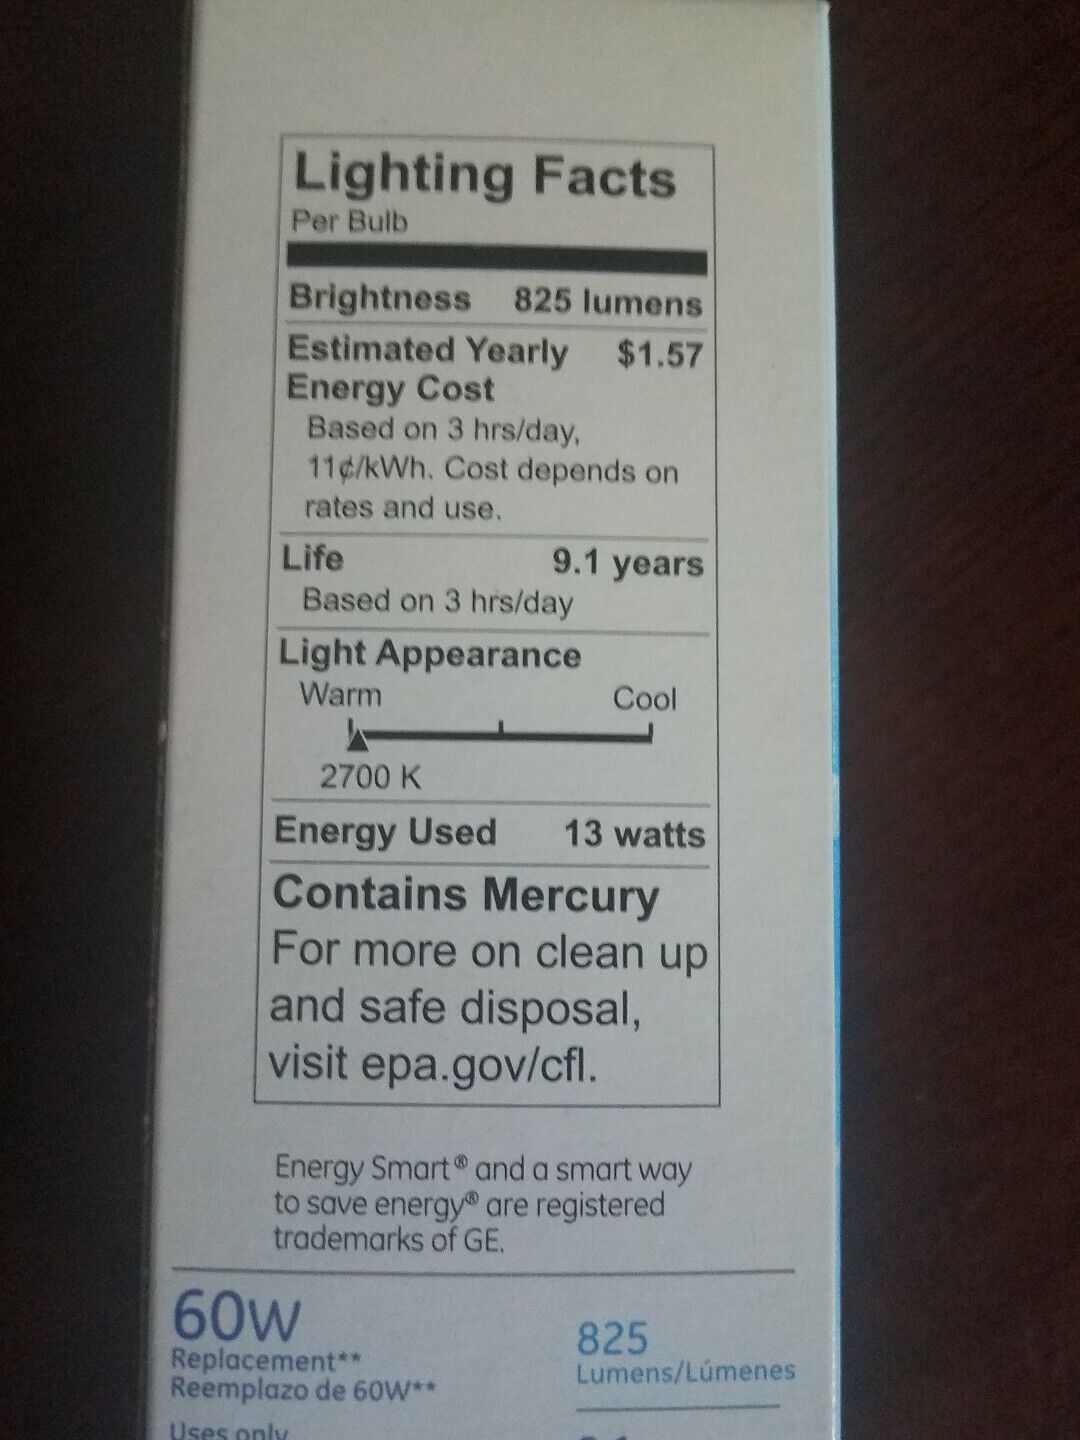 Lighting Facts
Per Bulb
Brightness 825 lumens
Estimated Yearly $1.57
Energy Cost
Based on 3 hrs/day,
11¢/kWh. Cost depends on
rates and use.
Life 9.1 years
Based on 3 hrs/day
Light Appearance
Warm Cool
2700 K
Energy Used 13 watts
Contains Mercury
For more on clean up
and safe disposal,
visit epa.gov/cfl.
Energy Smart® and a smart way
to save energy® are registered
trademarks of GE.
60W
Replacement**
Reemplazo de 60W**
Uses only
825
Lumens/Lúmenes